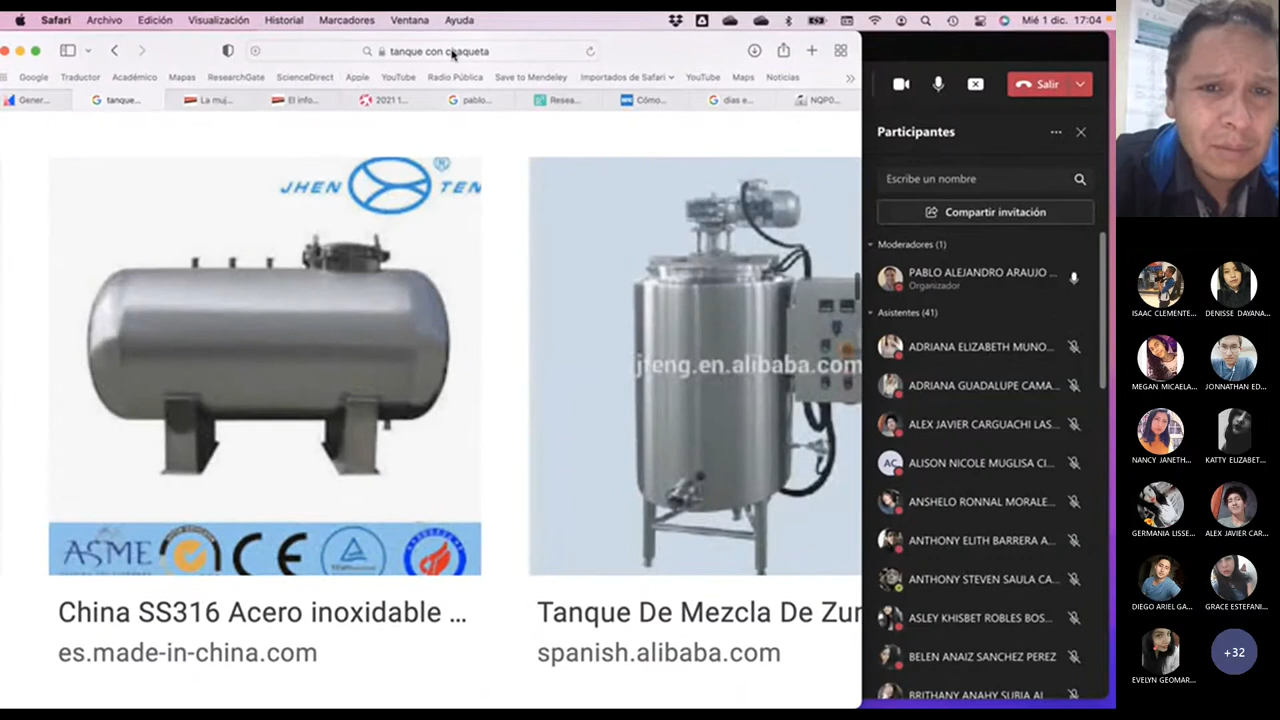 Safari Archivo Edición Visualización Historial Marcadores Ventana Ayuda Mié 1 dic. 17:04
tanque con chaqueta
Google Traductor Académico Mapas ResearchGate ScienceDirect Apple YouTube Radio Pública Save to Mendeley Importados de Safari YouTube Maps Noticias
Gener... tanque... La muj... El info... 2021 1... pablo... Resea... Cómo... dias e... NQP0...
JHEN TEN
®
jfeng.en.alibaba.com
ASME CE
China SS316 Acero inoxidable ...
es.made-in-china.com
Tanque De Mezcla De Zur
spanish.alibaba.com
Salir
Participantes
Escribe un nombre
Compartir invitación
Moderadores (1)
PABLO ALEJANDRO ARAUJO ...
Organizador
Asistentes (41)
ADRIANA ELIZABETH MUNO...
ADRIANA GUADALUPE CAMA...
ALEX JAVIER CARGUACHI LAS...
AC ALISON NICOLE MUGLISA CI...
ANSHELO RONNAL MORALE...
ANTHONY ELITH BARRERA A...
ANTHONY STEVEN SAULA CA...
ASLEY KHISBET ROBLES BOS...
BELEN ANAIZ SANCHEZ PEREZ
BRITHANY ANAHY SUBIA AL
ISAAC CLEMENTE... DENISSE DAYANA...
MEGAN MICAELA... JONNATHAN ED...
NANCY JANETH... KATTY ELIZABET...
GERMANIA LISSE... ALEX JAVIER CAR...
DIEGO ARIEL GA... GRACE ESTEFANI...
EVELYN GEOMAR... +32